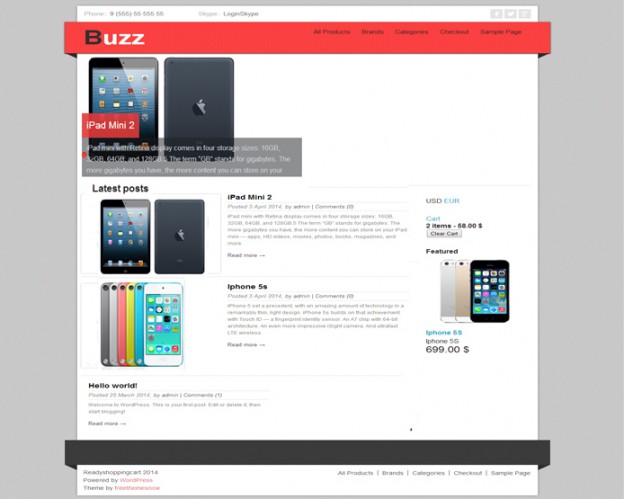 Phone: 9 (555) 55 555 55
Skype: LoginSkype
Buzz
All Products Brands Categories Checkout Sample Page
iPad Mini 2
iPad mini with Retina display comes in four storage sizes: 16GB,
32GB, 64GB, and 128GB.5 The term "GB" stands for gigabytes. The
more gigabytes you have, the more content you can store on your
Latest posts
iPad Mini 2
Posted 3 April 2014, by admin | Comments (0)
iPad mini with Retina display comes in four storage sizes: 16GB,
32GB, 64GB, and 128GB.5 The term "GB" stands for gigabytes. The
more gigabytes you have, the more content you can store on your iPad
mini — apps, HD videos, movies, photos, books, magazines, and
more
Read more →
Iphone 5s
Posted 3 April 2014, by admin | Comments (0)
iPhone 5 set a precedent, with an amazing amount of technology in a
remarkably thin, light design. iPhone 5s builds on that achievement
with Touch ID — a fingerprint identity sensor. An A7 chip with 64-bit
architecture. An even more impressive iSight camera. And ultrafast
LTE wireless.
Read more →
Hello world!
Posted 25 March 2014, by admin | Comments (1)
Welcome to WordPress. This is your first post. Edit or delete it, then
start blogging!
Read more →
USD EUR
Cart
2 items - 58.00 $
Clear Cart
Featured
Iphone 5S
Iphone 5S
699.00 $
Readyshoppingcart 2014
Powered by WordPress
Theme by freethemesnow
All Products | Brands | Categories | Checkout | Sample Page